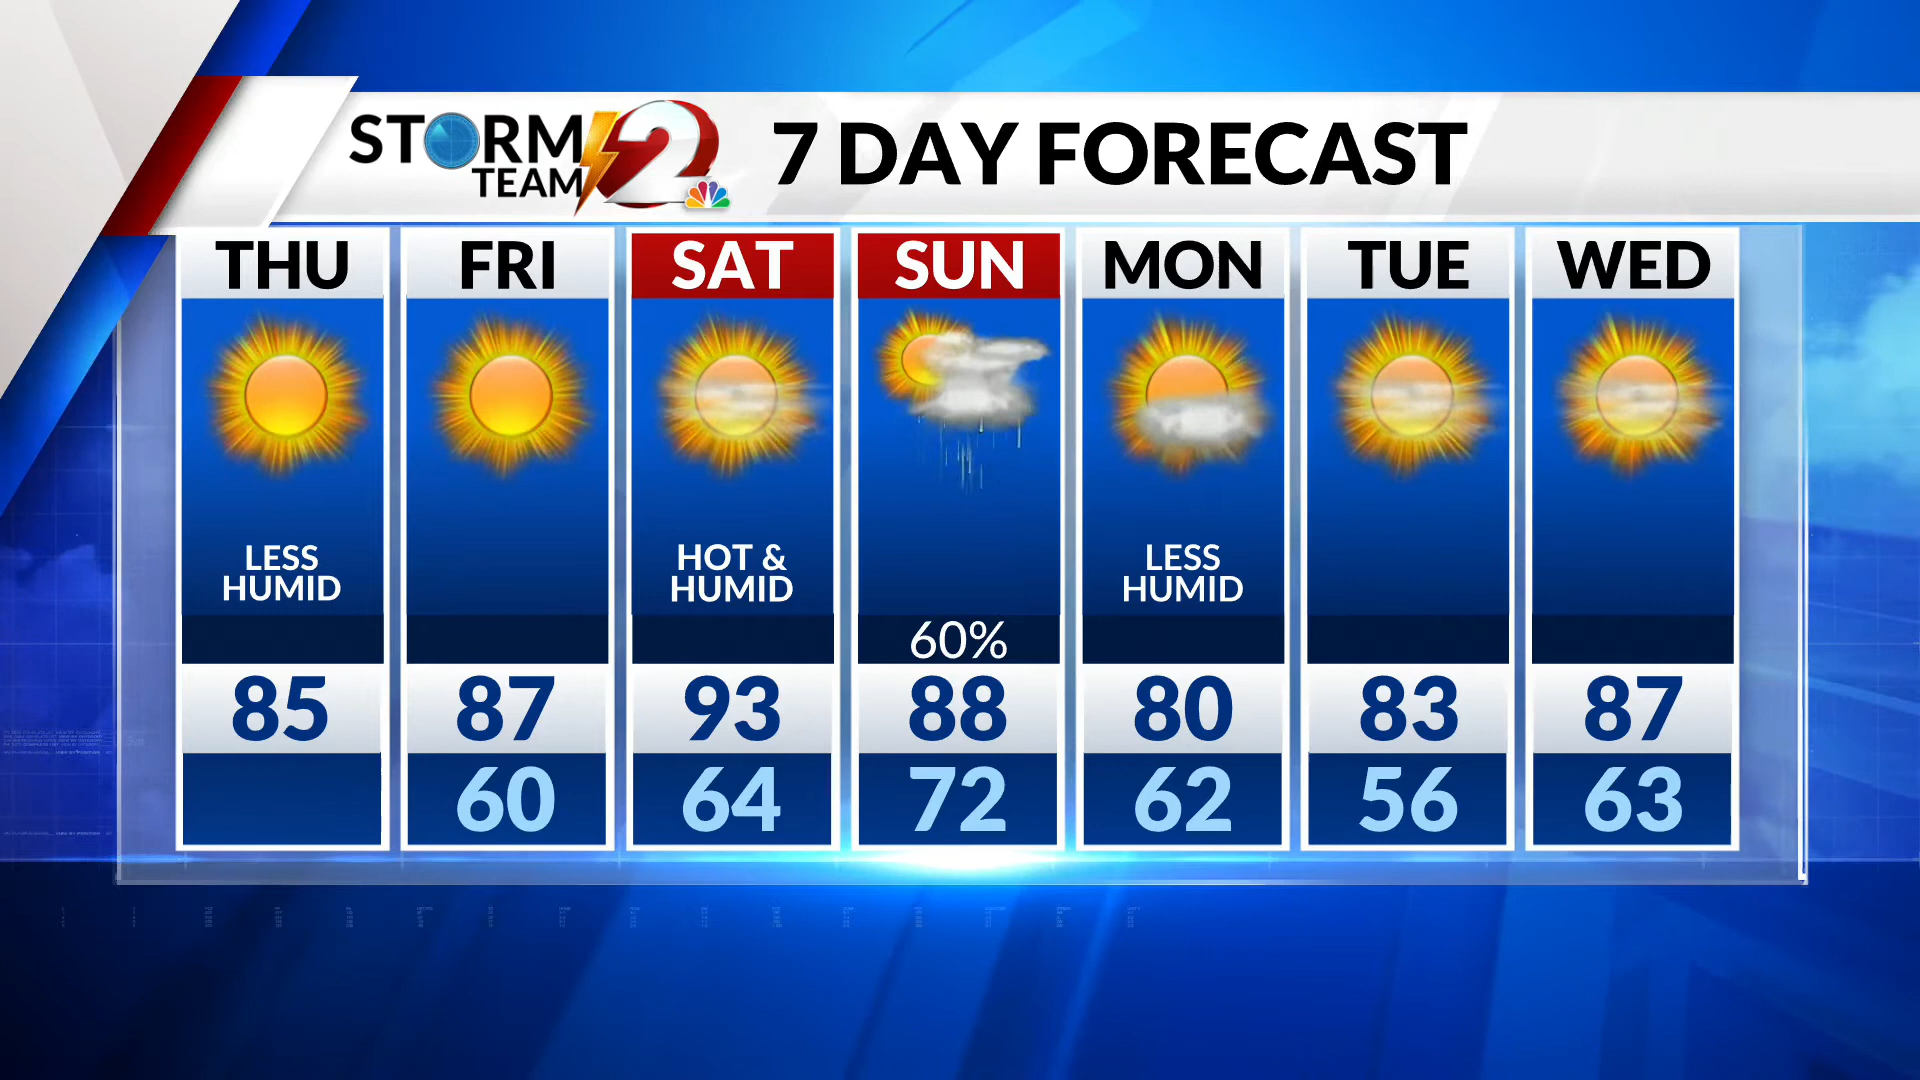 STORM
TEAM
2
7 DAY FORECAST
THU FRI SAT SUN MON TUE WED
LESS
HUMID
HOT &
HUMID
LESS
HUMID
60%
85 87 93 88 80 83 87
60 64 72 62 56 63